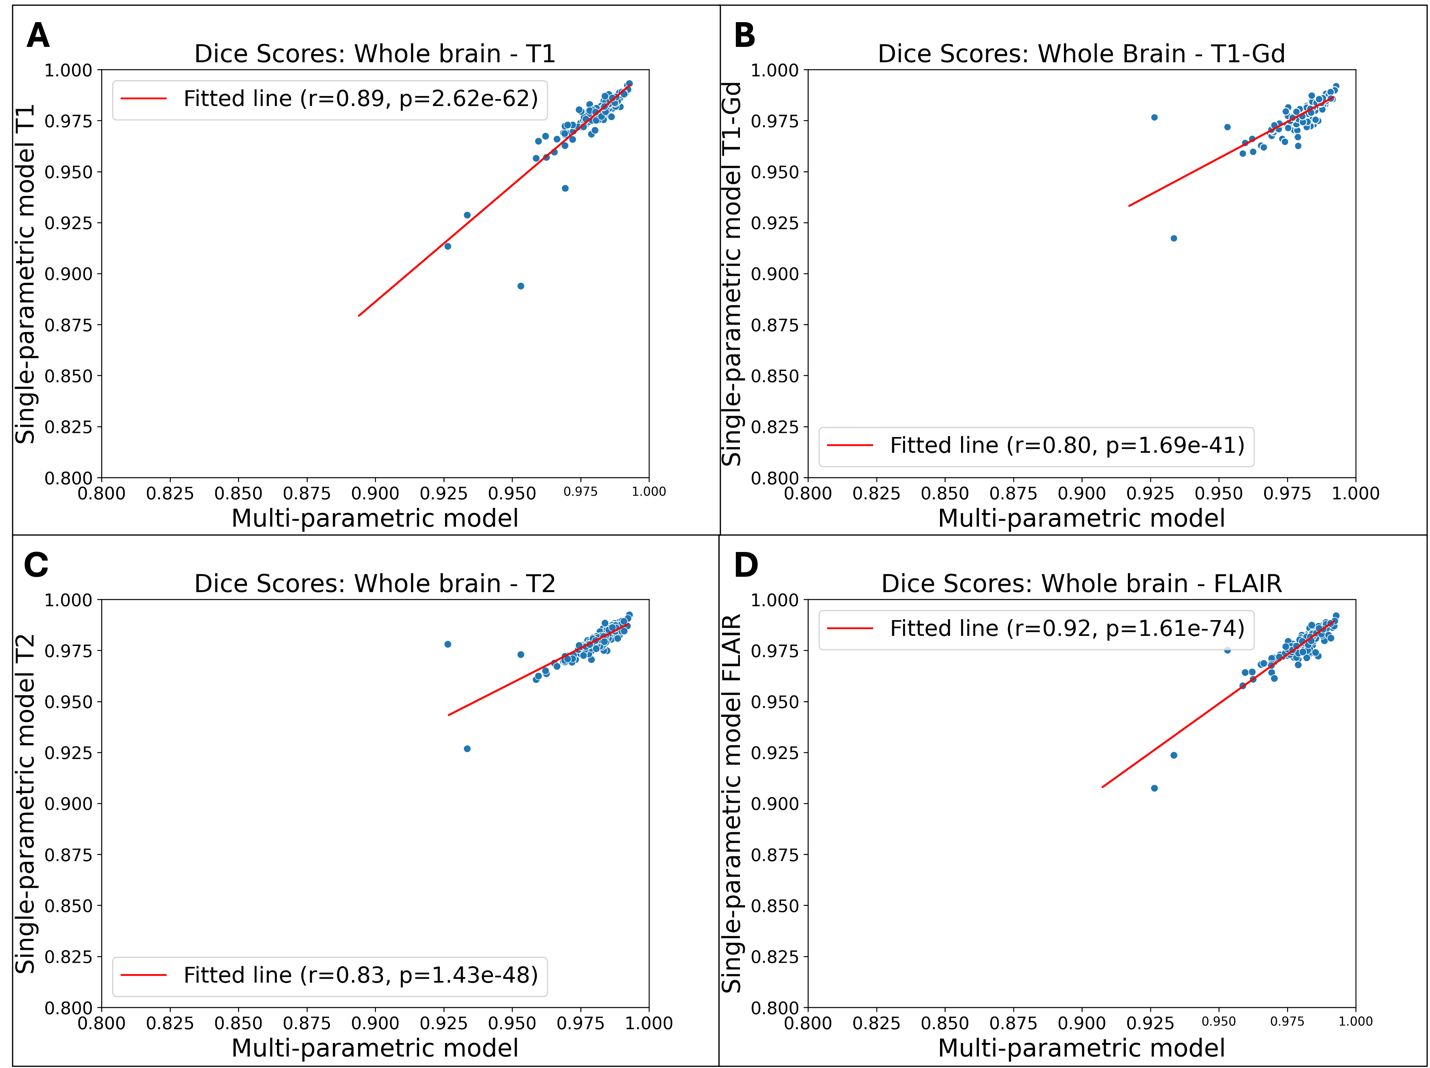 A
Dice Scores: Whole brain - T1
Single-parametric model T1
1.000
0.975
0.950
0.925
0.900
0.875
0.850
0.825
0.800
Fitted line (r=0.89, p=2.62e-62)
0.800 0.825 0.850 0.875 0.900 0.925 0.950 0.975 1.000
Multi-parametric model
B
Dice Scores: Whole Brain - T1-Gd
Single-parametric model T1-Gd
1.000
0.975
0.950
0.925
0.900
0.875
0.850
0.825
0.800
Fitted line (r=0.80, p=1.69e-41)
0.800 0.825 0.850 0.875 0.900 0.925 0.950 0.975 1.000
Multi-parametric model
C
Dice Scores: Whole brain - T2
Single-parametric model T2
1.000
0.975
0.950
0.925
0.900
0.875
0.850
0.825
0.800
Fitted line (r=0.83, p=1.43e-48)
0.800 0.825 0.850 0.875 0.900 0.925 0.950 0.975 1.000
Multi-parametric model
D
Dice Scores: Whole brain - FLAIR
Single-parametric model FLAIR
1.000
0.975
0.950
0.925
0.900
0.875
0.850
0.825
0.800
Fitted line (r=0.92, p=1.61e-74)
0.800 0.825 0.850 0.875 0.900 0.925 0.950 0.975 1.000
Multi-parametric model